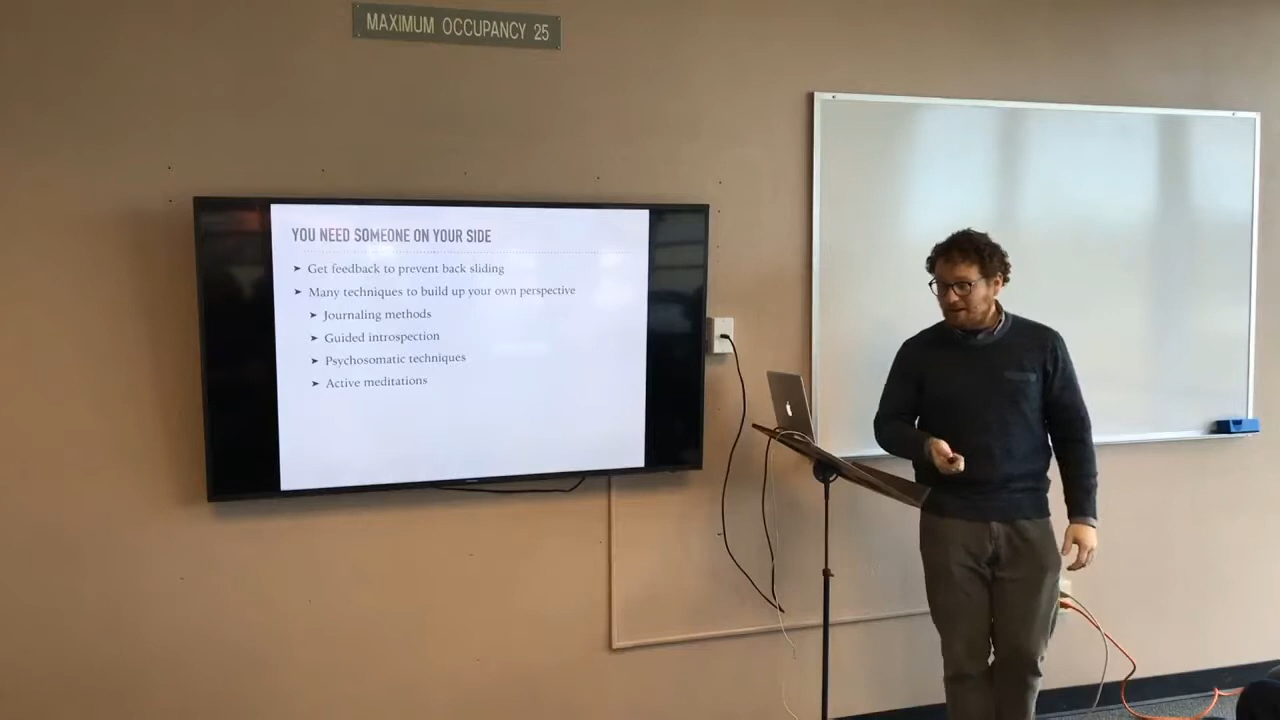 MAXIMUM OCCUPANCY 25
YOU NEED SOMEONE ON YOUR SIDE
➤ Get feedback to prevent back sliding
➤ Many techniques to build up your own perspective
➤ Journaling methods
➤ Guided introspection
➤ Psychosomatic techniques
➤ Active meditations